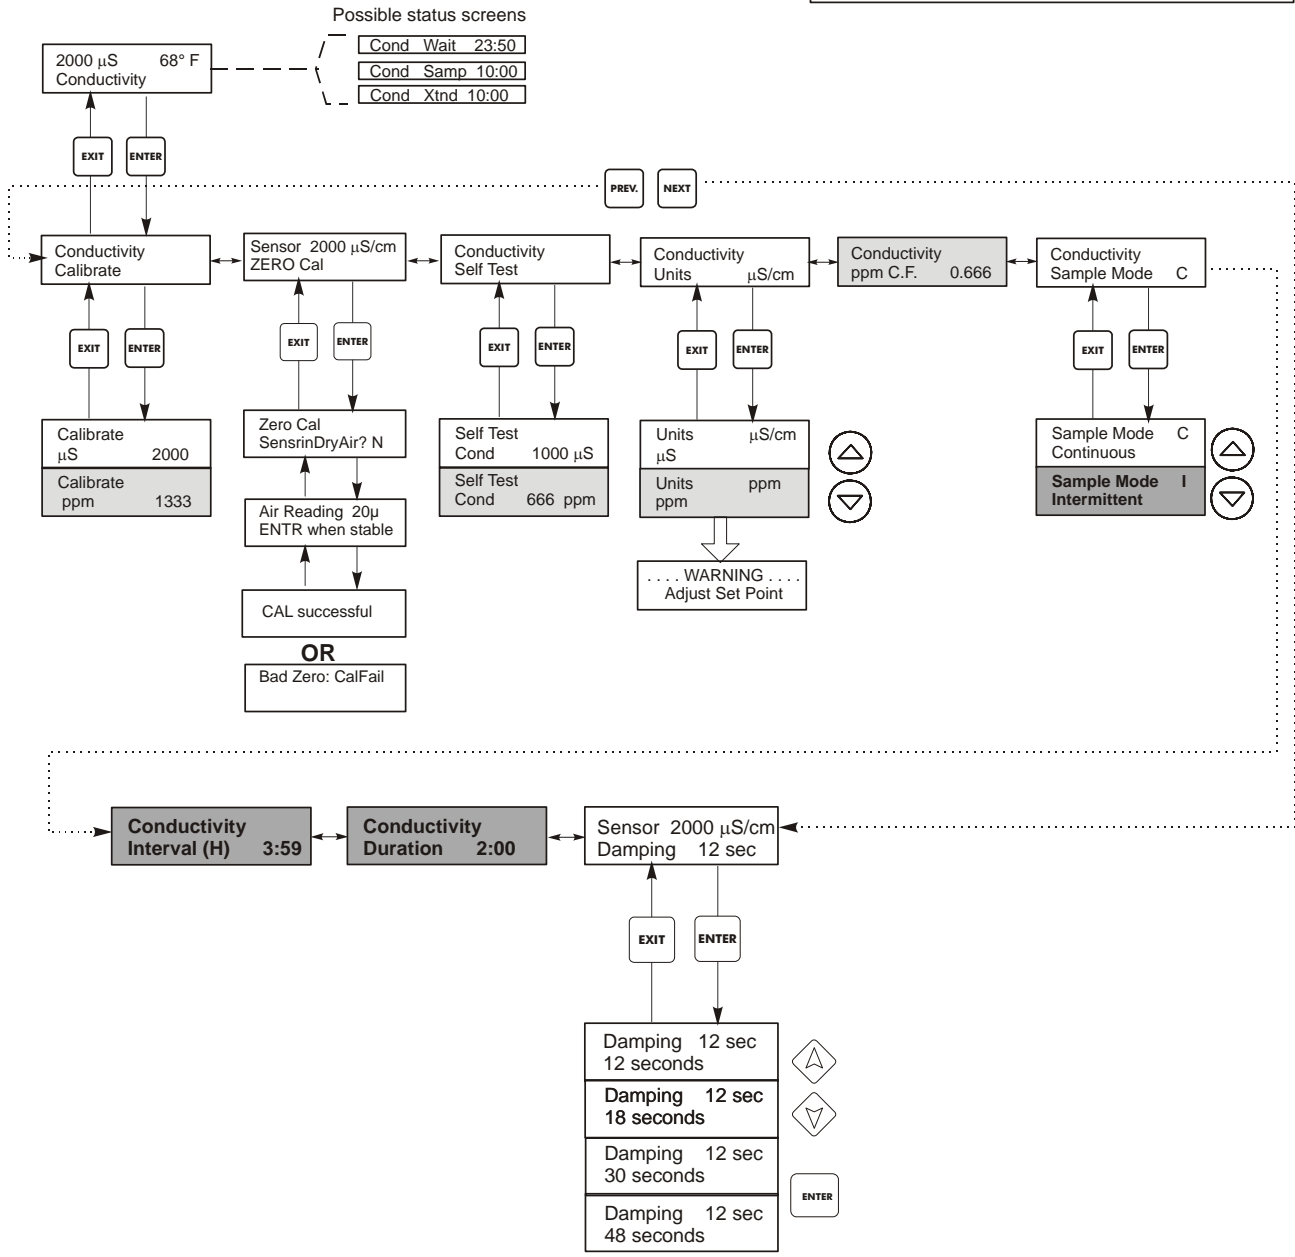 Possible status screens
2000 μS 68° F
Conductivity
Cond Wait 23:50
Cond Samp 10:00
Cond Xtnd 10:00
EXIT
ENTER
PREV.
NEXT
Conductivity
Calibrate
Sensor 2000 μS/cm
ZERO Cal
Conductivity
Self Test
Conductivity
Units μS/cm
Conductivity
ppm C.F. 0.666
Conductivity
Sample Mode C
EXIT
ENTER
EXIT
ENTER
EXIT
ENTER
EXIT
ENTER
EXIT
ENTER
Calibrate
μS 2000
Calibrate
ppm 1333
Zero Cal
SensrinDryAir? N
Air Reading 20μ
ENTR when stable
CAL successful
OR
Bad Zero: CalFail
Self Test
Cond 1000 μS
Self Test
Cond 666 ppm
Units μS/cm
μS
Units ppm
ppm
. . . . WARNING . . . .
Adjust Set Point
Sample Mode C
Continuous
Sample Mode I
Intermittent
Conductivity
Interval (H) 3:59
Conductivity
Duration 2:00
Sensor 2000 μS/cm
Damping 12 sec
EXIT
ENTER
Damping 12 sec
12 seconds
Damping 12 sec
18 seconds
Damping 12 sec
30 seconds
Damping 12 sec
48 seconds
ENTER